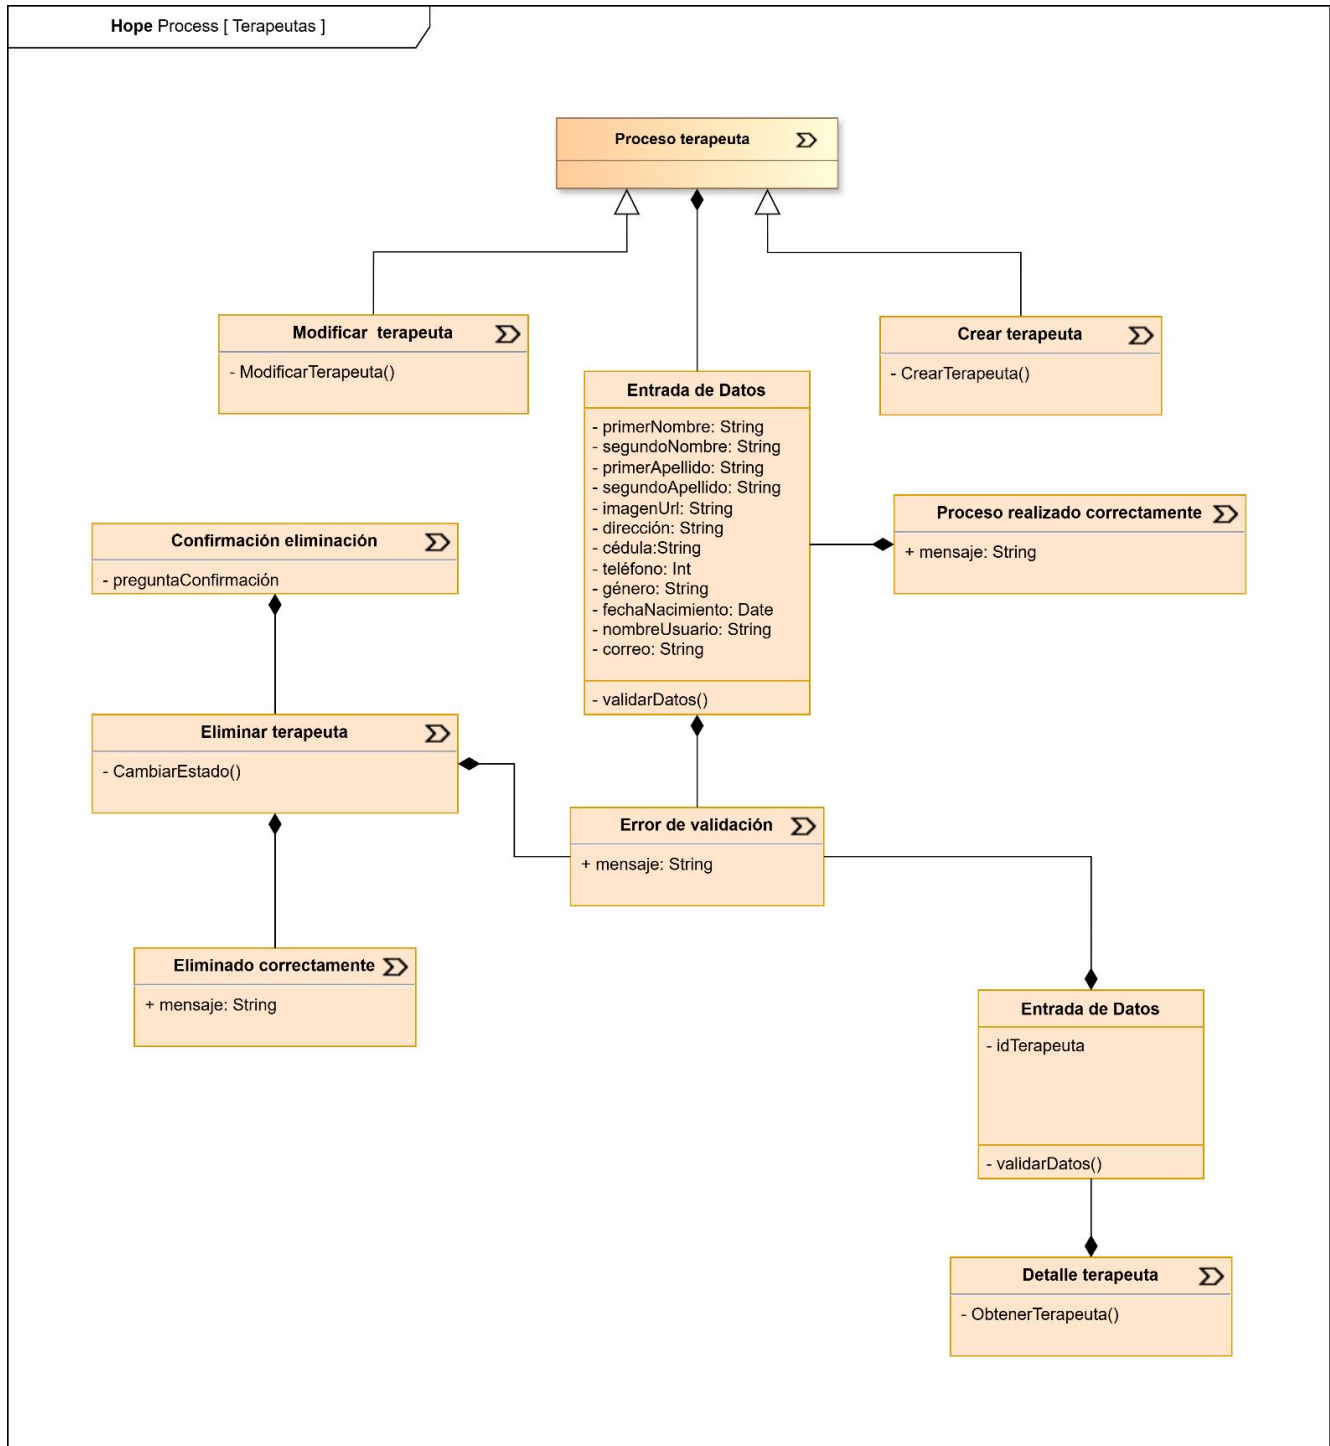 Hope Process [ Terapeutas ]
Proceso terapeuta
Modificar terapeuta
- ModificarTerapeuta()
Crear terapeuta
- CrearTerapeuta()
Entrada de Datos
- primerNombre: String
- segundoNombre: String
- primerApellido: String
- segundoApellido: String
- imagenUrl: String
- dirección: String
- cédula:String
- teléfono: Int
- género: String
- fechaNacimiento: Date
- nombreUsuario: String
- correo: String
- validarDatos()
Proceso realizado correctamente
+ mensaje: String
Confirmación eliminación
- preguntaConfirmación
Eliminar terapeuta
- CambiarEstado()
Error de validación
+ mensaje: String
Eliminado correctamente
+ mensaje: String
Entrada de Datos
- idTerapeuta
- validarDatos()
Detalle terapeuta
- ObtenerTerapeuta()